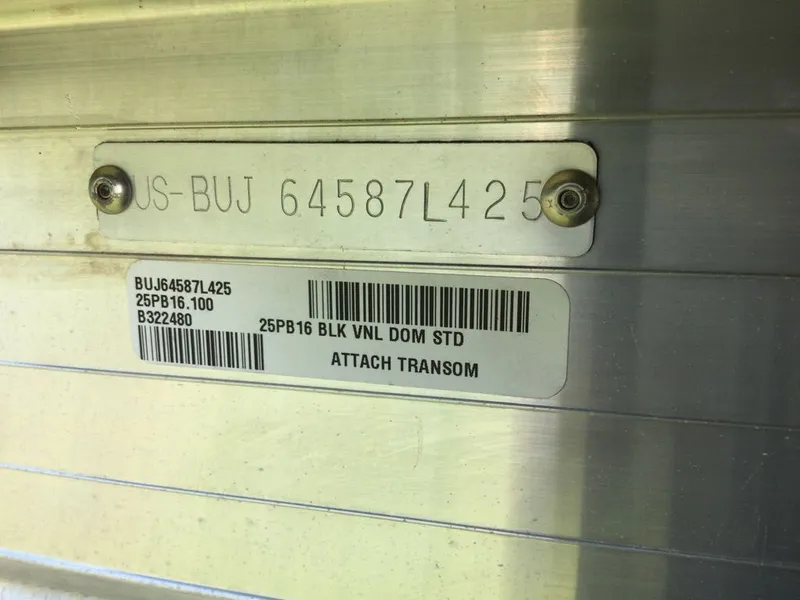 US-BUJ 64587L425
BUJ64587L425
25PB16.100
B322480
25PB16 BLK VNL DOM STD
ATTACH TRANSOM